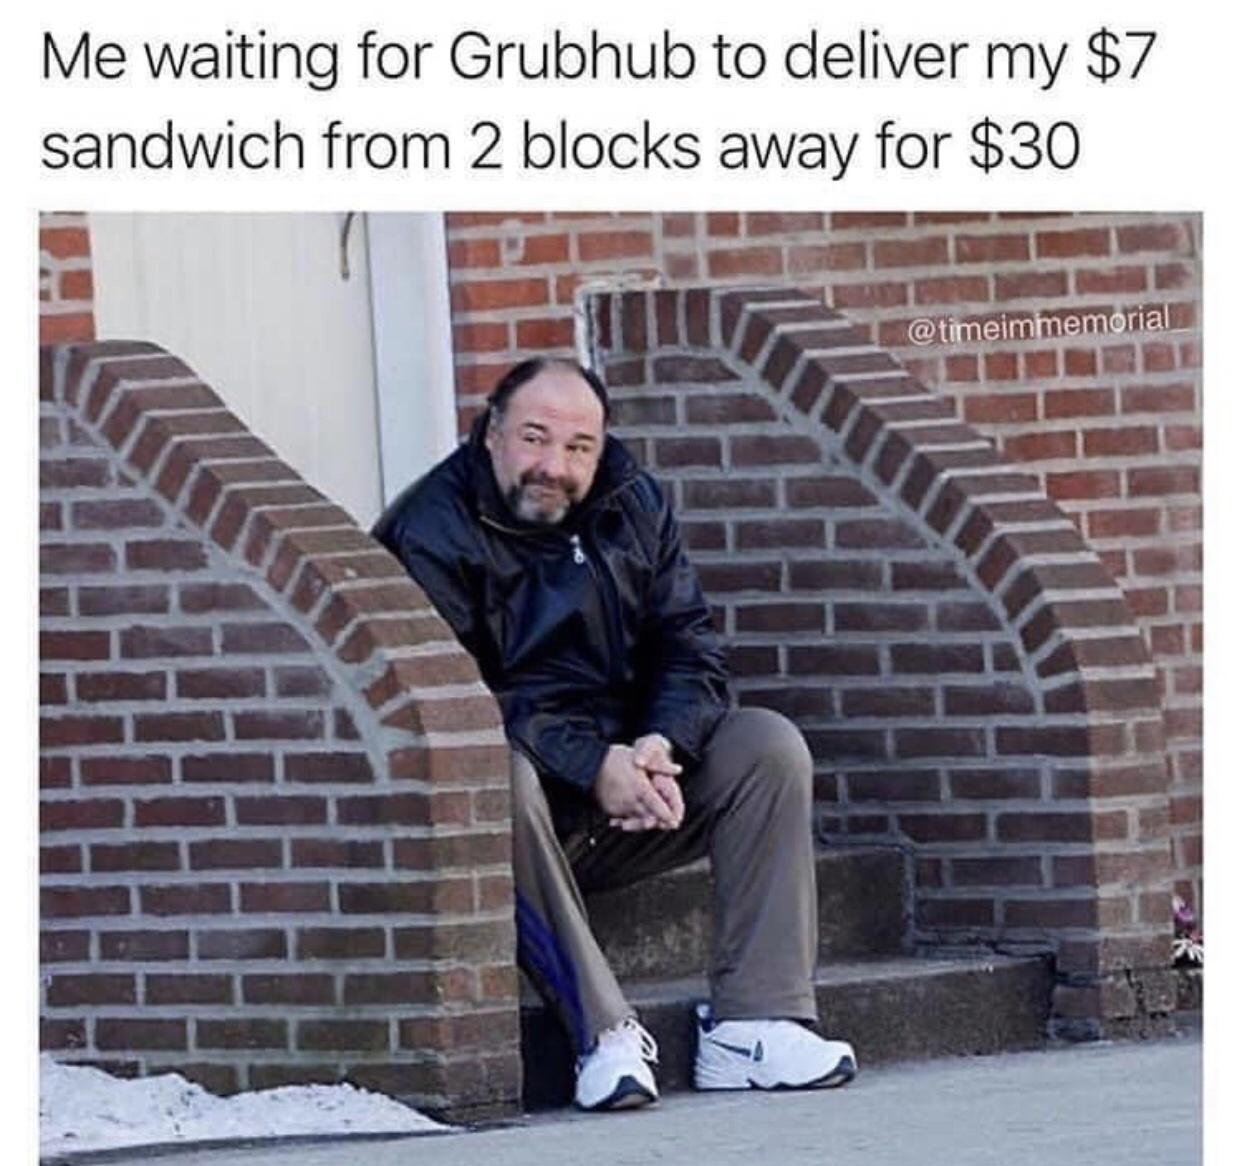 Me waiting for Grubhub to deliver my $7
sandwich from 2 blocks away for $30
@timeimmemorial